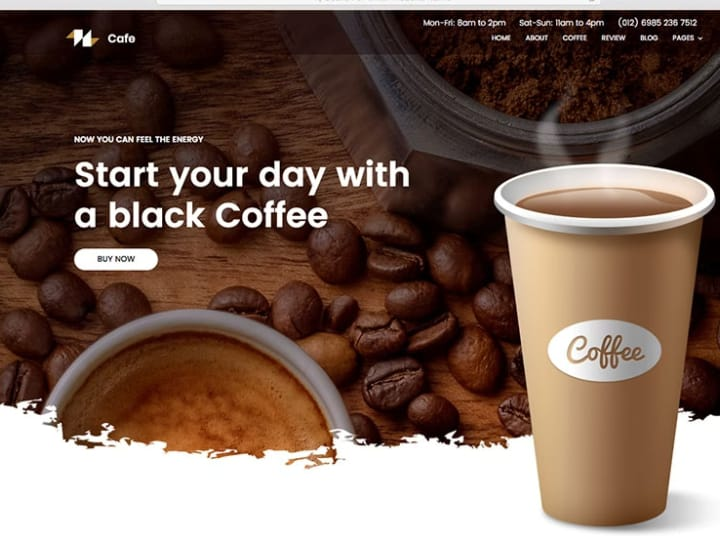 Mon-Fri: 8am to 2pm Sat-Sun: 11am to 4pm (012) 6985 236 7512
Cafe
HOME ABOUT COFFEE REVIEW BLOG PAGES
NOW YOU CAN FEEL THE ENERGY
Start your day with
a black Coffee
BUY NOW
Coffee